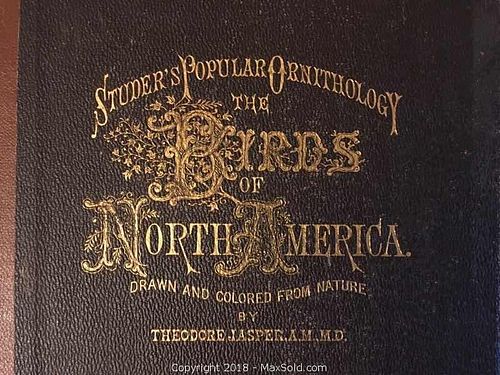 STUDER'S POPULAR ORNITHOLOGY
THE
BIRDS
OF
NORTH AMERICA.
DRAWN AND COLORED FROM NATURE
BY
THEODORE JASPER, A.M., M.D.
Copyright 2018 - MaxSold.com